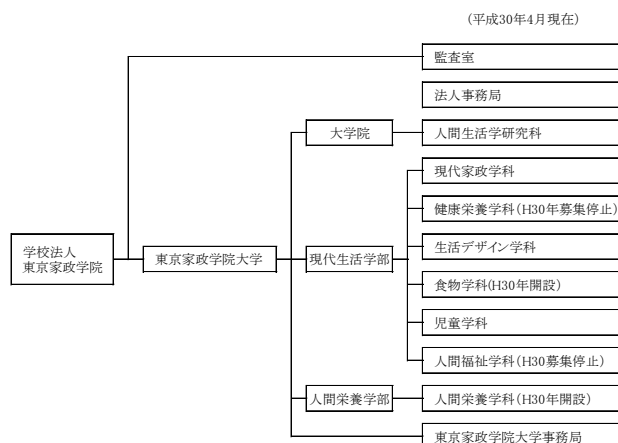 (平成30年4月現在)
監査室
法人事務局
大学院
人間生活学研究科
現代家政学科
健康栄養学科(H30年募集停止)
学校法人
東京家政学院
東京家政学院大学
現代生活学部
生活デザイン学科
食物学科(H30年開設)
児童学科
人間福祉学科(H30募集停止)
人間栄養学部
人間栄養学科(H30年開設)
東京家政学院大学事務局